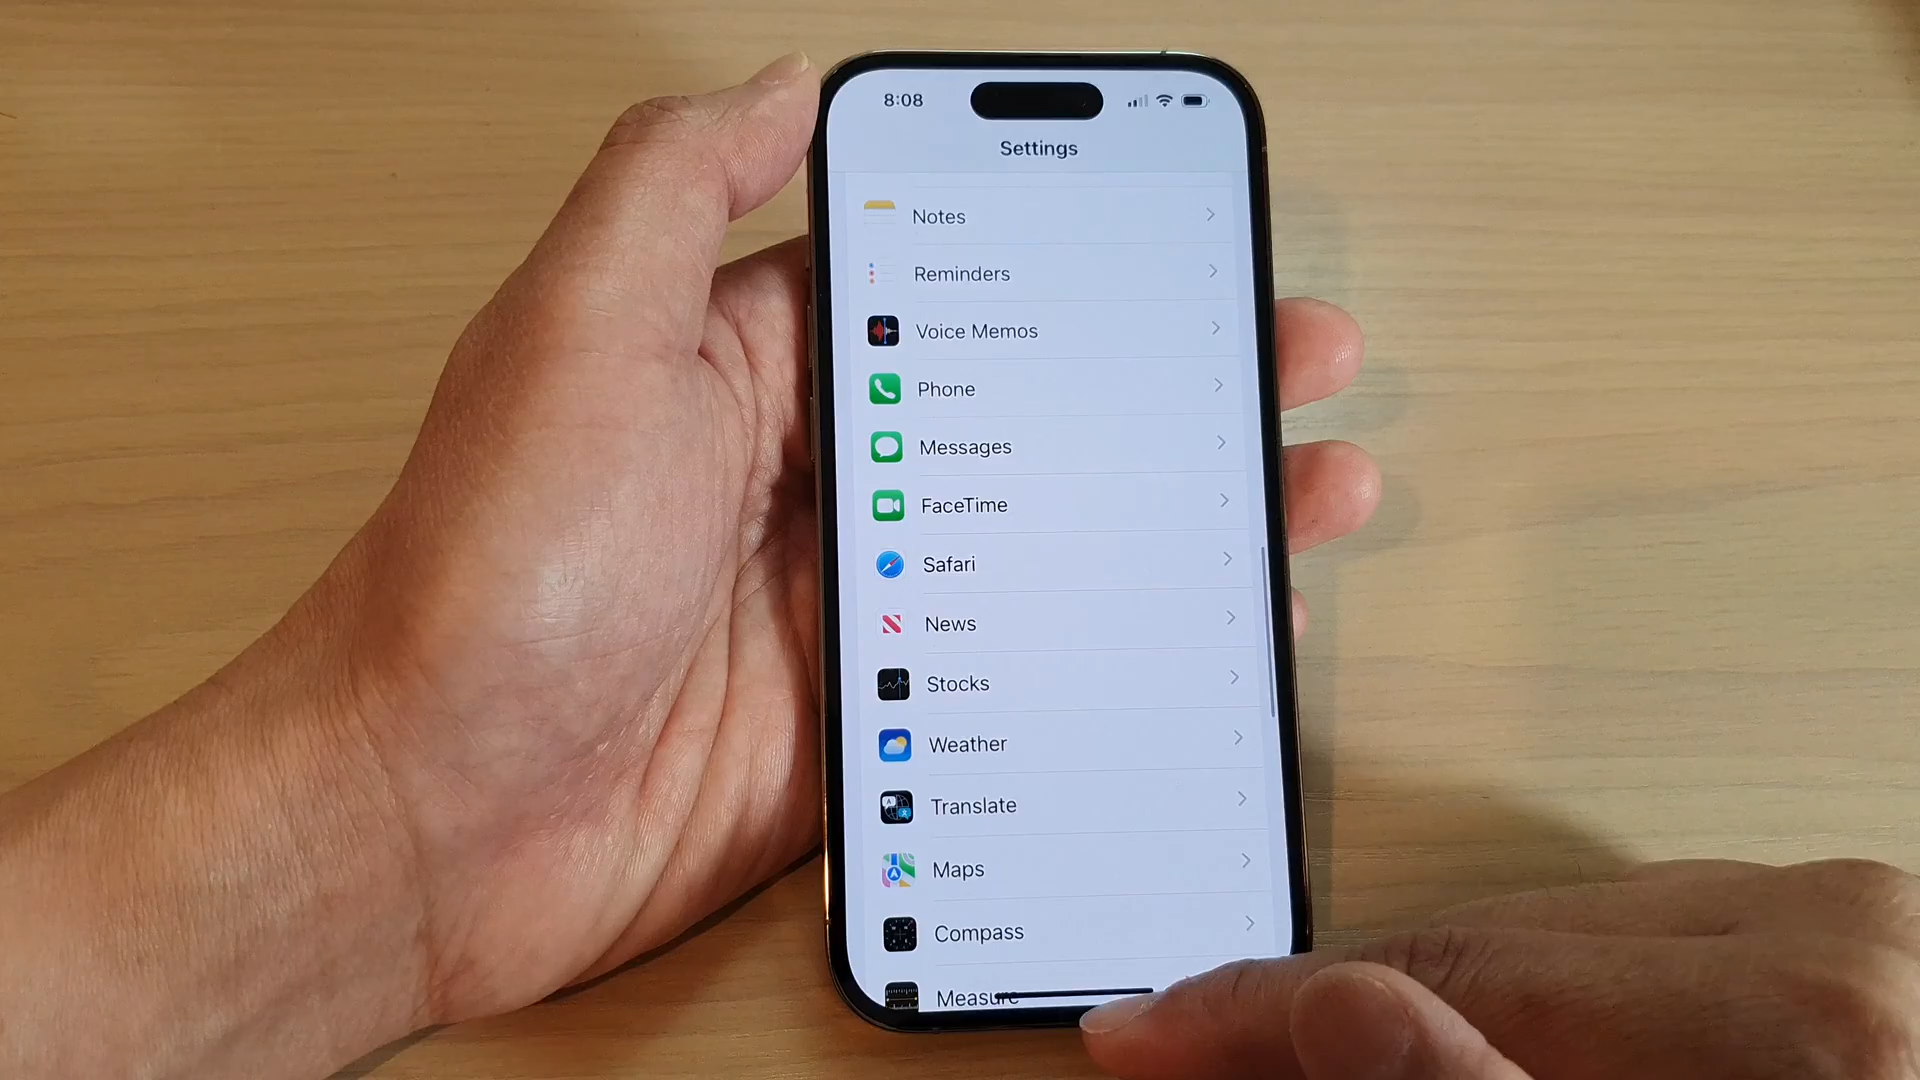 8:08
Settings
Notes
Reminders
Voice Memos
Phone
Messages
FaceTime
Safari
News
Stocks
Weather
Translate
Maps
Compass
Measure